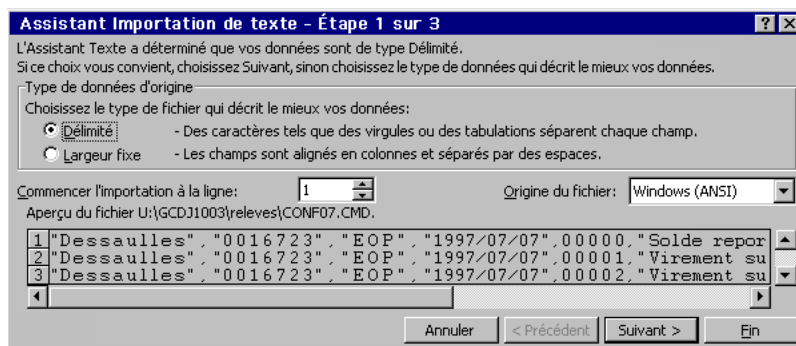 Assistant Importation de texte - Étape 1 sur 3
L'Assistant Texte a déterminé que vos données sont de type Délimité.
Si ce choix vous convient, choisissez Suivant, sinon choisissez le type de données qui décrit le mieux vos données.
Type de données d'origine
Choisissez le type de fichier qui décrit le mieux vos données:
Délimité - Des caractères tels que des virgules ou des tabulations séparent chaque champ.
Largeur fixe - Les champs sont alignés en colonnes et séparés par des espaces.
Commencer l'importation à la ligne: 1 Origine du fichier: Windows (ANSI)
Aperçu du fichier U:\GCDJ1003\releves\CONF07.CMD.
1 "Dessaulles","0016723","EOP","1997/07/07",00000,"Solde repor
2 "Dessaulles","0016723","EOP","1997/07/07",00001,"Virement su
3 "Dessaulles","0016723","EOP","1997/07/07",00002,"Virement su
Annuler < Précédent Suivant > Fin